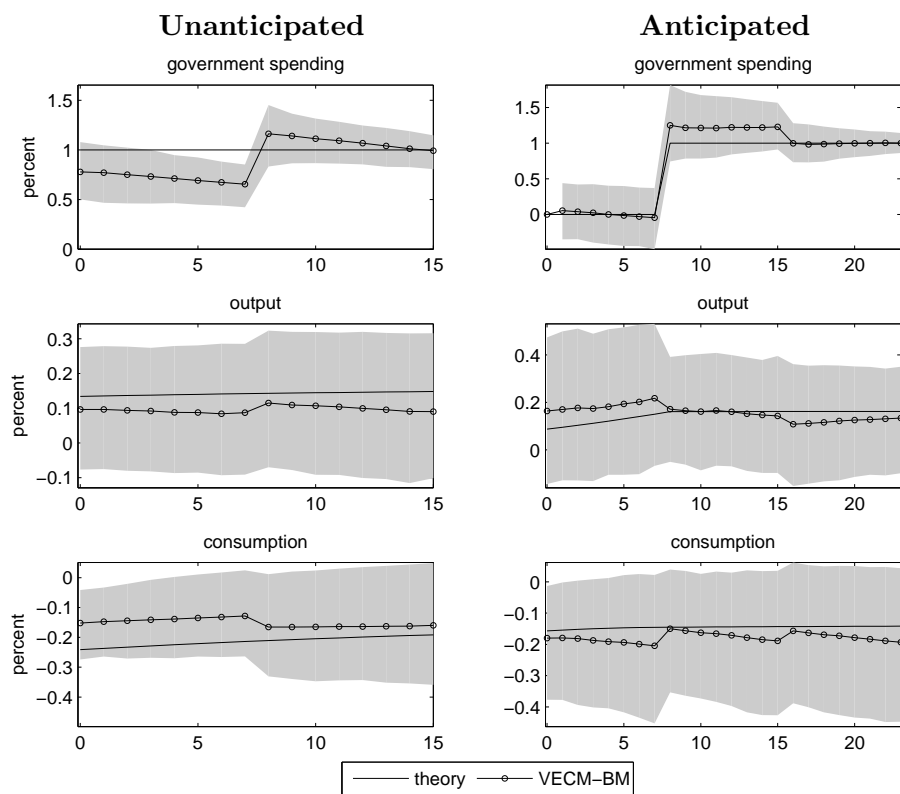 Unanticipated Anticipated
government spending government spending
percent
1.5
1
0.5
0
0 5 10 15
1.5
1
0.5
0
0 5 10 15 20
output output
percent
0.3
0.2
0.1
0
−0.1
0 5 10 15
0.4
0.2
0
0 5 10 15 20
consumption consumption
percent
0
−0.1
−0.2
−0.3
−0.4
0 5 10 15
0
−0.1
−0.2
−0.3
−0.4
0 5 10 15 20
theory VECM−BM